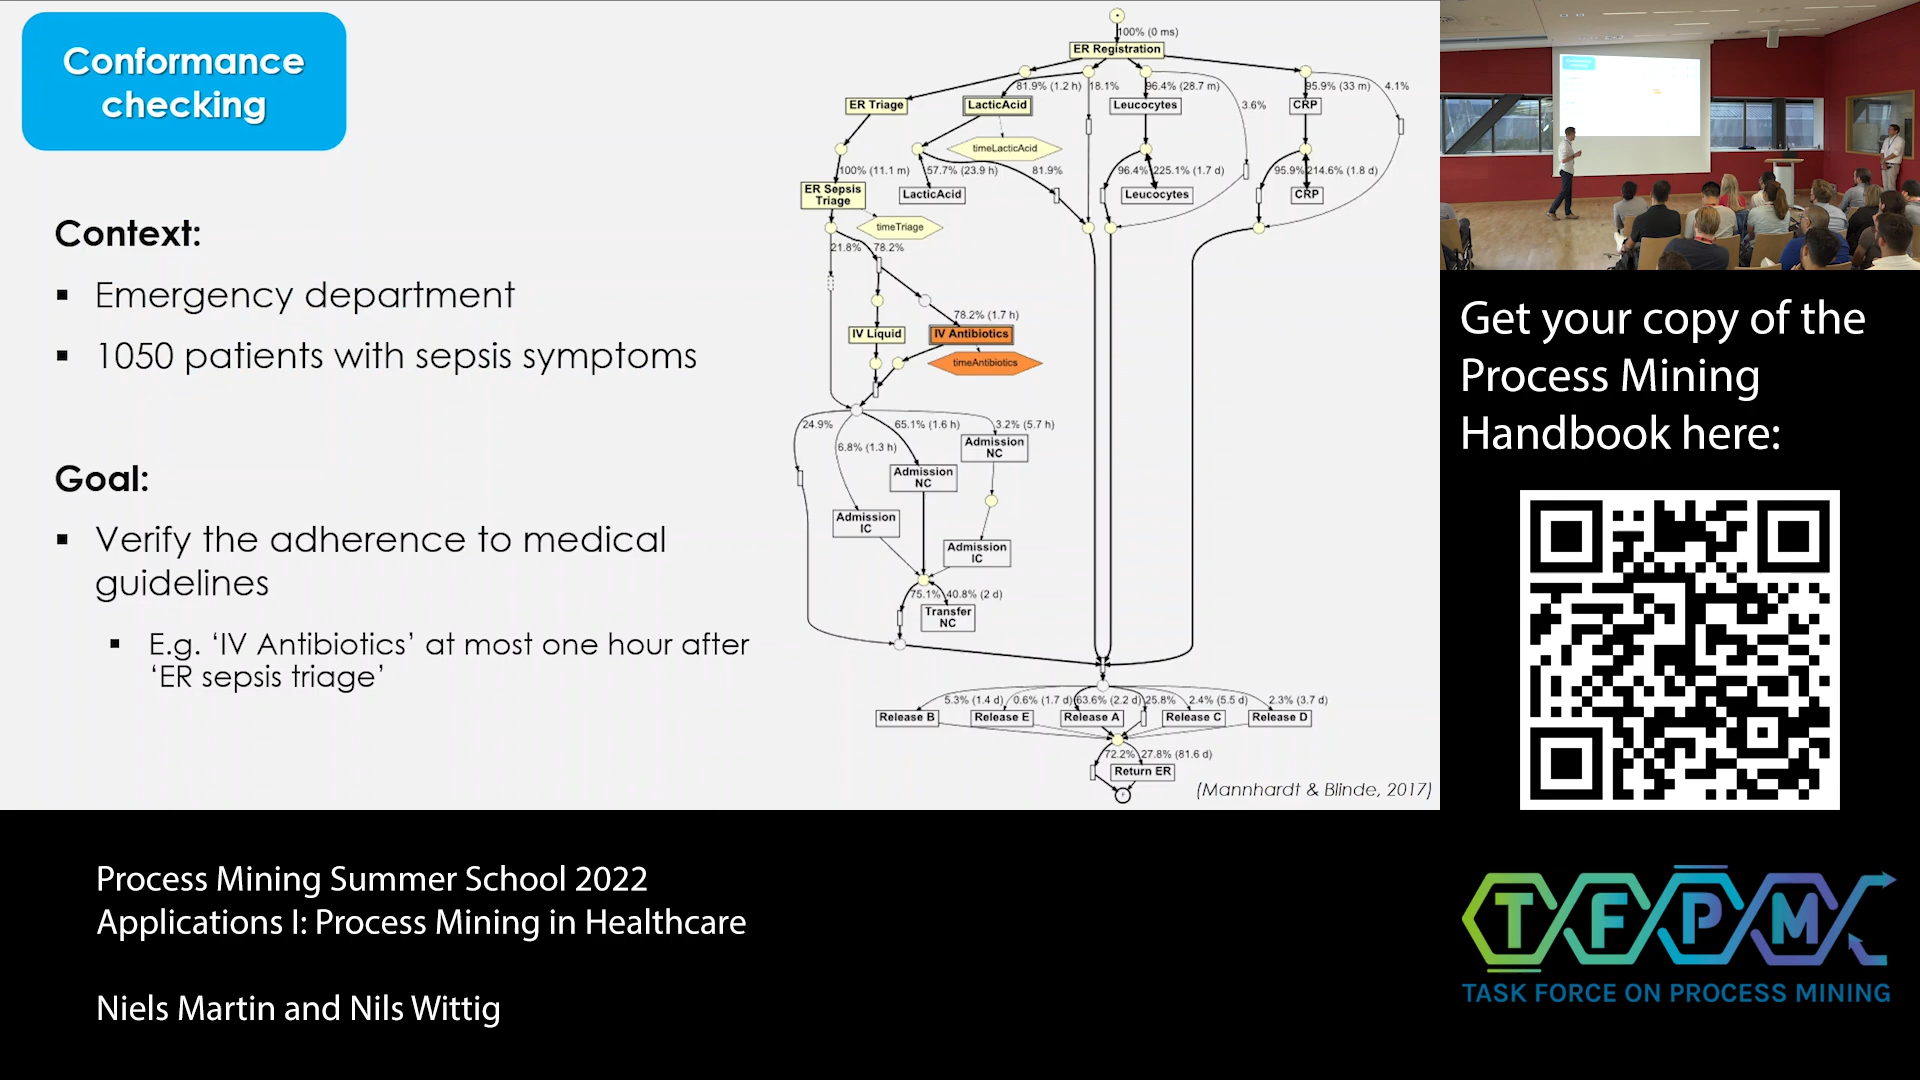 Conformance
checking
Context:
▪ Emergency department
▪ 1050 patients with sepsis symptoms
Goal:
▪ Verify the adherence to medical
guidelines
▪ E.g. ‘IV Antibiotics’ at most one hour after
‘ER sepsis triage’
100% (0 ms)
ER Registration
81.9% (1.2 h) 18.1% 96.4% (28.7 m) 95.9% (33 m) 4.1%
ER Triage LacticAcid Leucocytes 3.6% CRP
timeLacticAcid
100% (11.1 m) 57.7% (23.9 h) 81.9% 96.4% 225.1% (1.7 d) 95.9% 214.6% (1.8 d)
ER Sepsis
Triage
LacticAcid Leucocytes CRP
timeTriage
21.8% 78.2%
78.2% (1.7 h)
IV Liquid IV Antibiotics
timeAntibiotics
24.9% 65.1% (1.6 h) 3.2% (5.7 h)
6.8% (1.3 h)
Admission
NC
Admission
NC
Admission
IC
Admission
IC
75.1% 40.8% (2 d)
Transfer
NC
5.3% (1.4 d) 0.6% (1.7 d) 63.6% (2.2 d) 25.8% 2.4% (5.5 d) 2.3% (3.7 d)
Release B Release E Release A Release C Release D
72.2% 27.8% (81.6 d)
Return ER
(Mannhardt & Blinde, 2017)
Get your copy of the
Process Mining
Handbook here:
Process Mining Summer School 2022
Applications I: Process Mining in Healthcare
Niels Martin and Nils Wittig
TFPM
TASK FORCE ON PROCESS MINING